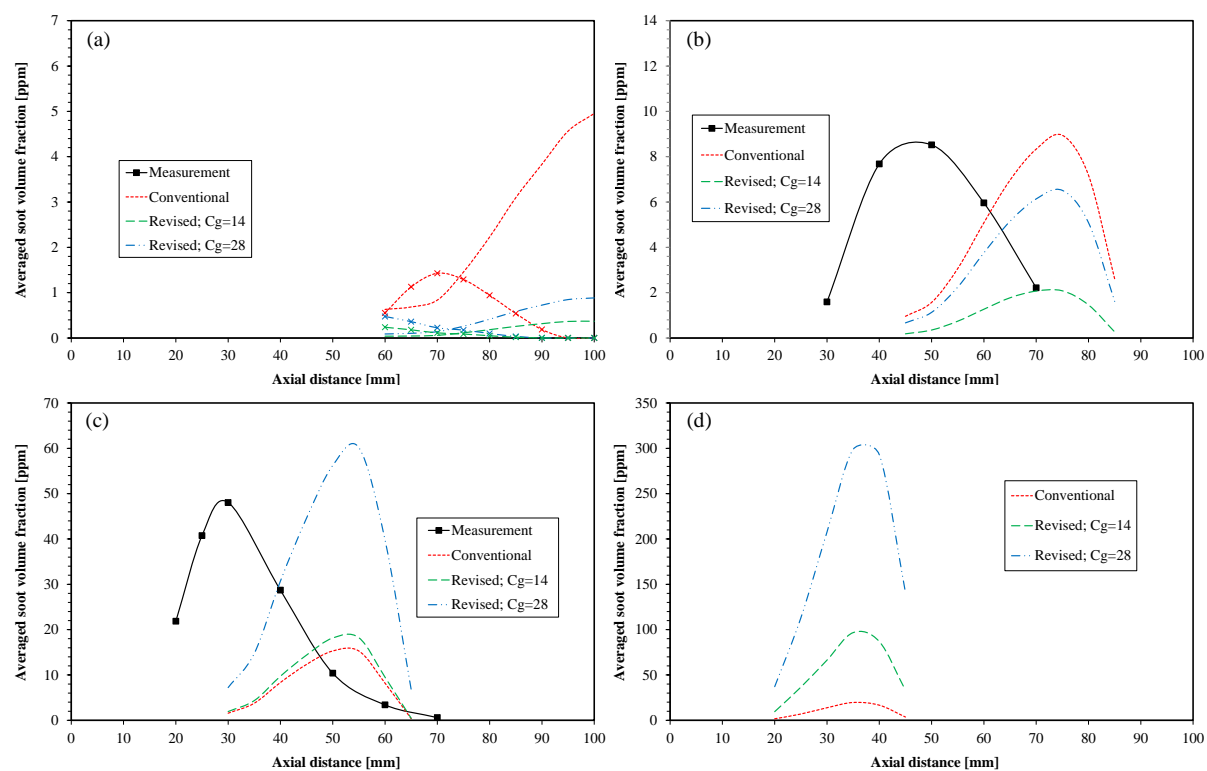 (a)
Averaged soot volume fraction [ppm]
7
6
5
4
3
2
1
0
Measurement
Conventional
Revised; Cg=14
Revised; Cg=28
0 10 20 30 40 50 60 70 80 90 100
Axial distance [mm]
(b)
Averaged soot volume fraction [ppm]
14
12
10
8
6
4
2
0
Measurement
Conventional
Revised; Cg=14
Revised; Cg=28
0 10 20 30 40 50 60 70 80 90 100
Axial distance [mm]
(c)
Averaged soot volume fraction [ppm]
70
60
50
40
30
20
10
0
Measurement
Conventional
Revised; Cg=14
Revised; Cg=28
0 10 20 30 40 50 60 70 80 90 100
Axial distance [mm]
(d)
Averaged soot volume fraction [ppm]
350
300
250
200
150
100
50
0
Conventional
Revised; Cg=14
Revised; Cg=28
0 10 20 30 40 50 60 70 80 90 100
Axial distance [mm]